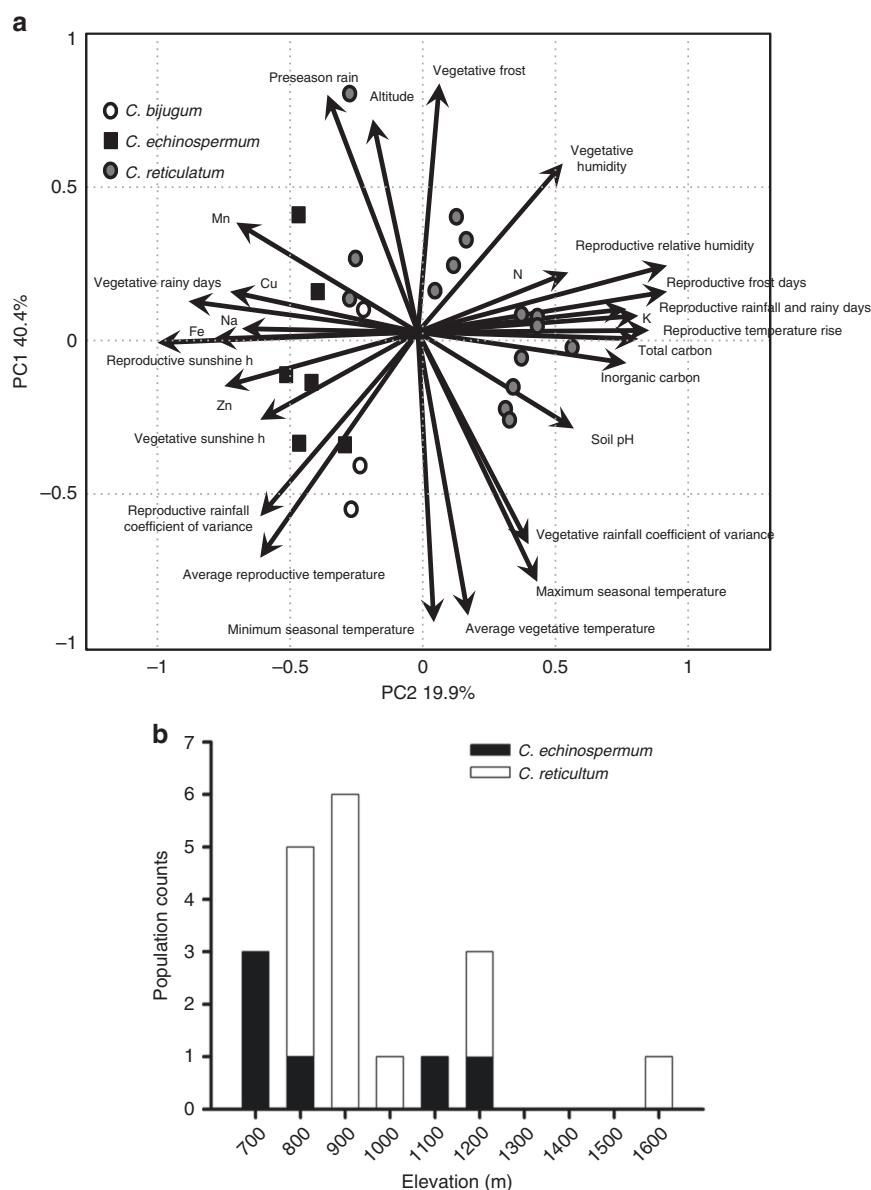 a
1
0.5
0
−0.5
−1
PC1 40.4%
−1
−0.5
0
0.5
1
PC2 19.9%
C. bijugum
C. echinospermum
C. reticulatum
Preseason rain
Altitude
Vegetative frost
Vegetative
humidity
Mn
Reproductive relative humidity
N
Vegetative rainy days
Cu
Reproductive frost days
Reproductive rainfall and rainy days
K
Na
Fe
Reproductive temperature rise
Total carbon
Reproductive sunshine h
Inorganic carbon
Zn
Vegetative sunshine h
Soil pH
Reproductive rainfall
coefficient of variance
Vegetative rainfall coefficient of variance
Average reproductive temperature
Maximum seasonal temperature
Minimum seasonal temperature
Average vegetative temperature
b
7
6
5
4
3
2
1
0
Population counts
C. echinospermum
C. reticultum
700
800
900
1000
1100
1200
1300
1400
1500
1600
Elevation (m)